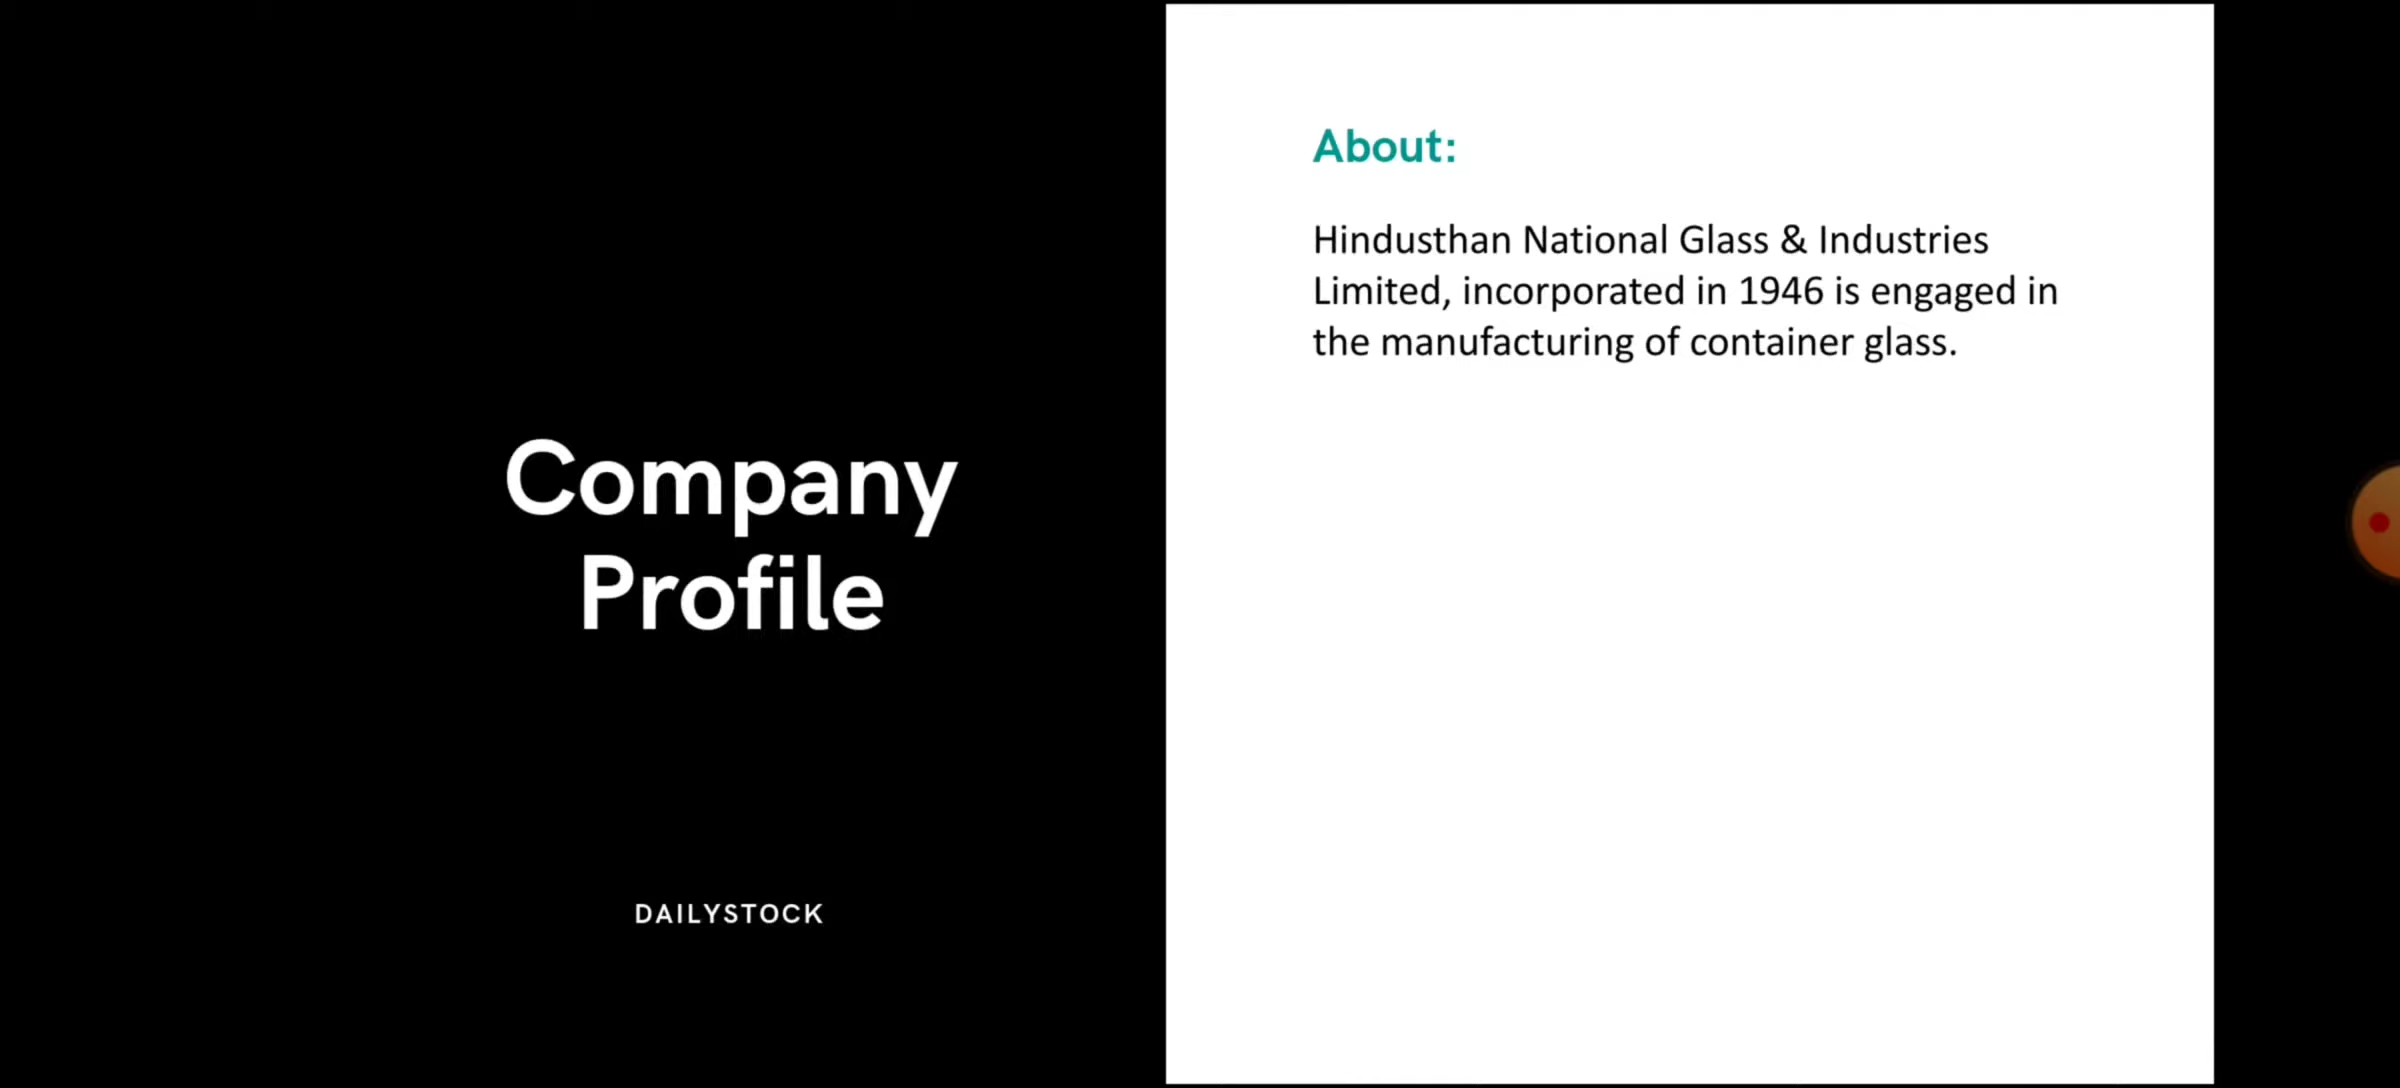 Company
Profile
DAILYSTOCK
About:
Hindusthan National Glass & Industries
Limited, incorporated in 1946 is engaged in
the manufacturing of container glass.